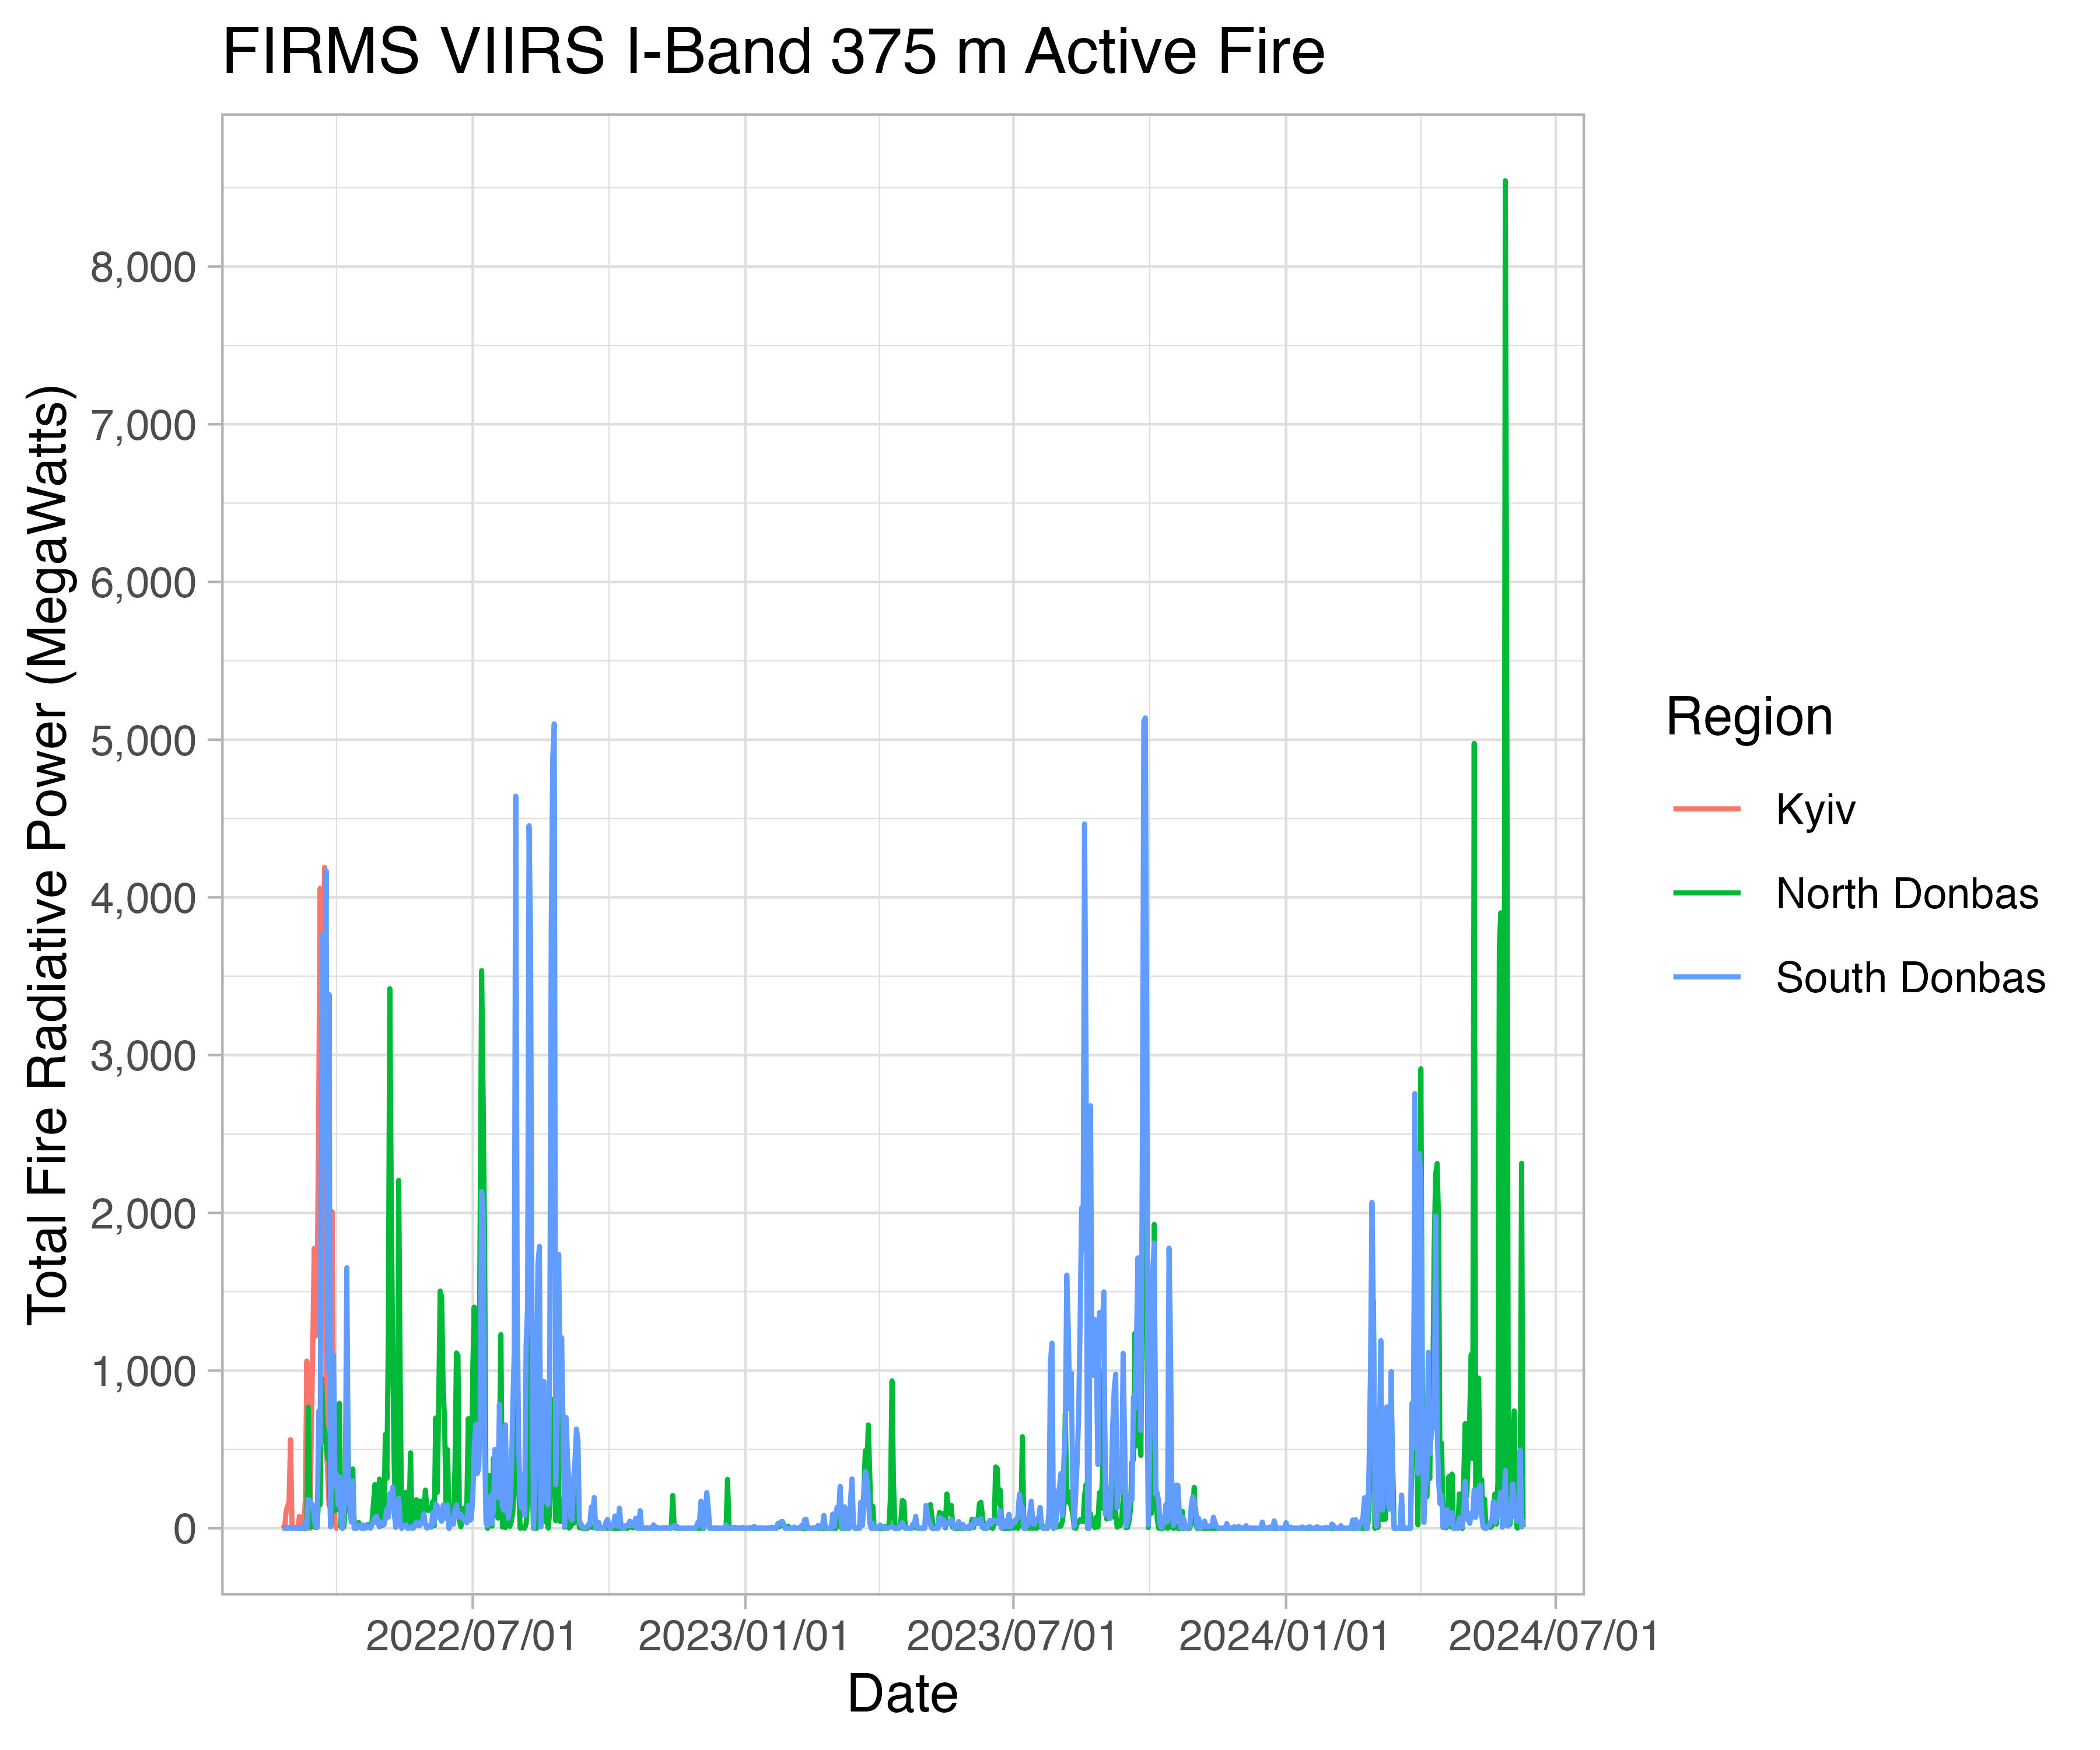 FIRMS VIIRS I-Band 375 m Active Fire
Total Fire Radiative Power (MegaWatts)
8,000
7,000
6,000
5,000
4,000
3,000
2,000
1,000
0
2022/07/01
2023/01/01
2023/07/01
2024/01/01
2024/07/01
Date
Region
Kyiv
North Donbas
South Donbas